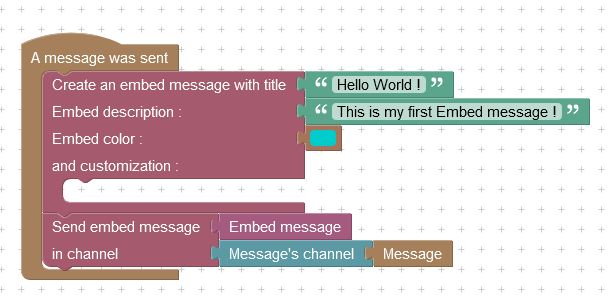 A message was sent
Create an embed message with title “ Hello World ! ”
Embed description : “ This is my first Embed message ! ”
Embed color :
and customization :
Send embed message Embed message
in channel Message's channel Message